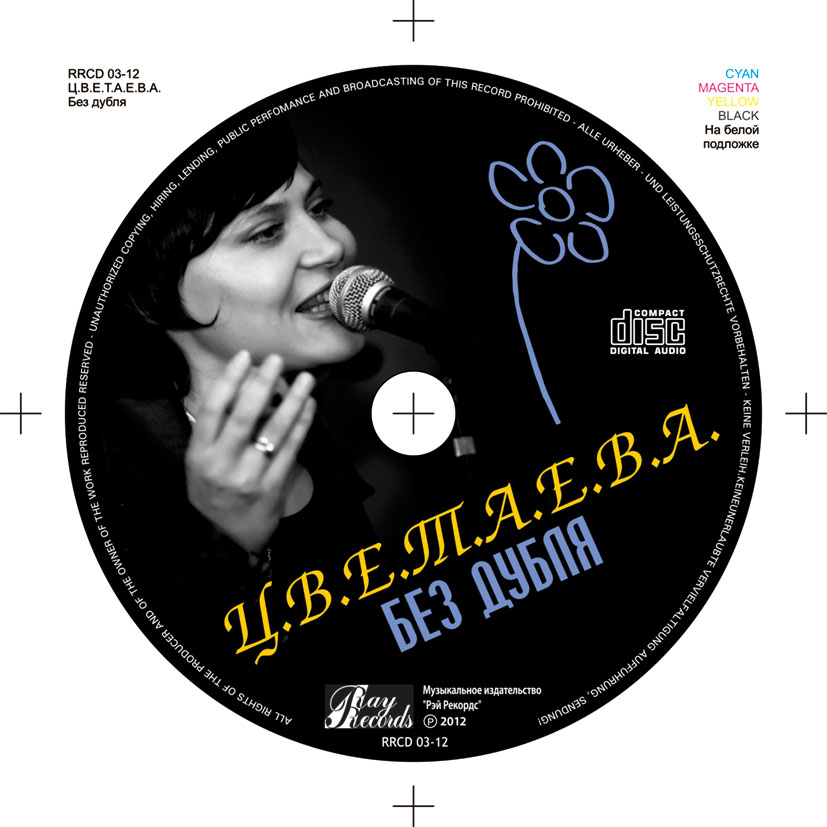 RRCD 03-12
Ц.В.Е.Т.А.Е.В.А.
Без дубля
CYAN
MAGENTA
YELLOW
BLACK
На белой
подложке
ALL RIGHTS OF THE PRODUCER AND OF THE OWNER OF THE WORK REPRODUCED RESERVED - UNAUTHORIZED COPYING, HIRING, LENDING, PUBLIC PERFOMANCE AND BROADCASTING OF THIS RECORD PROHIBITED - ALLE URHEBER - UND LEISTUNGSSCHUTZRECHTE VORBEHALTEN - KEINE VERLEIH.KEINEUNERLAUBTE VERVIELFALTIGUNG AUFFUHRUNG, SENDUNG!
COMPACT
disc
DIGITAL AUDIO
Ц.В.Е.Т.А.Е.В.А.
БЕЗ ДУБЛЯ
Ray
Records
Музыкальное издательство
"Рэй Рекордс"
Ⓟ 2012
RRCD 03-12